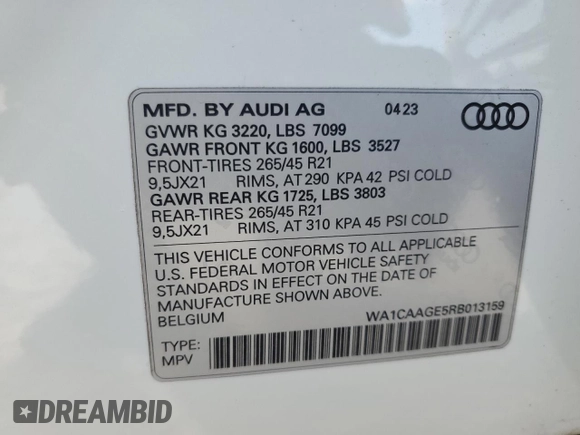 MFD. BY AUDI AG 04 23
GVWR KG 3220, LBS 7099
GAWR FRONT KG 1600, LBS 3527
FRONT-TIRES 265/45 R21
9,5JX21 RIMS, AT 290 KPA 42 PSI COLD
GAWR REAR KG 1725, LBS 3803
REAR-TIRES 265/45 R21
9,5JX21 RIMS, AT 310 KPA 45 PSI COLD
THIS VEHICLE CONFORMS TO ALL APPLICABLE
U.S. FEDERAL MOTOR VEHICLE SAFETY
STANDARDS IN EFFECT ON THE DATE OF
MANUFACTURE SHOWN ABOVE.
BELGIUM
WA1CAAGE5RB013159
TYPE:
MPV
DREAMBID